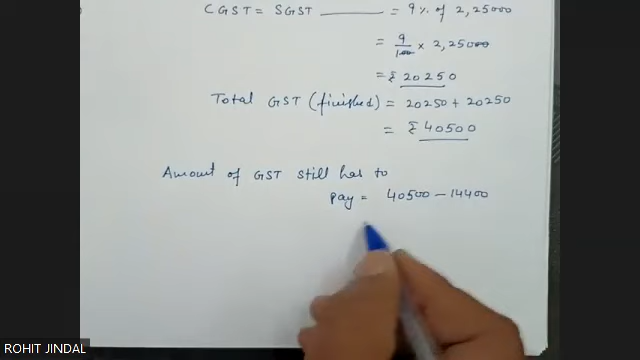 CGST = SGST ________ = 9% of 2,25000
= 9/100 × 2,25000
= ₹ 20250
Total GST (finished) = 20250 + 20250
= ₹ 40500
Amount of GST still has to
pay = 40500 - 14400
ROHIT JINDAL